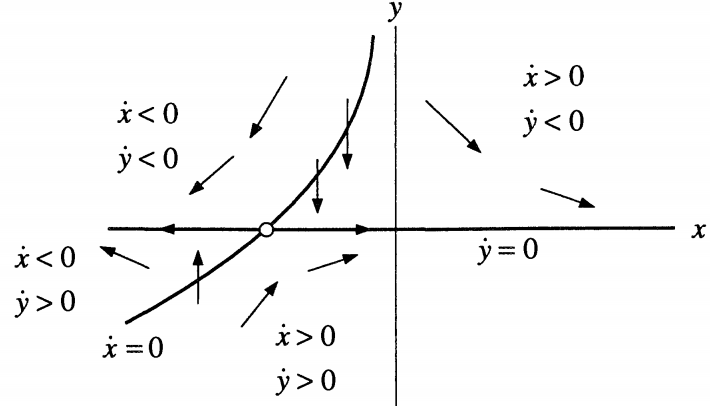 y
ẋ > 0
ẏ < 0
ẋ < 0
ẏ < 0
x
ẏ = 0
ẋ < 0
ẏ > 0
ẋ = 0
ẋ > 0
ẏ > 0